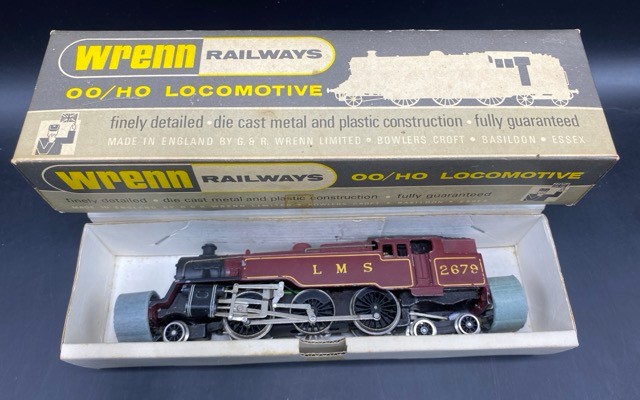 Wrenn RAILWAYS
OO/HO LOCOMOTIVE
finely detailed · die cast metal and plastic construction · fully guaranteed
MADE IN ENGLAND BY G & R WRENN LIMITED · BOWLERS CROFT · BASILDON · ESSEX
Wrenn RAILWAYS OO/HO LOCOMOTIVE
finely detailed · die cast metal and plastic construction · fully guaranteed
L M S 2679